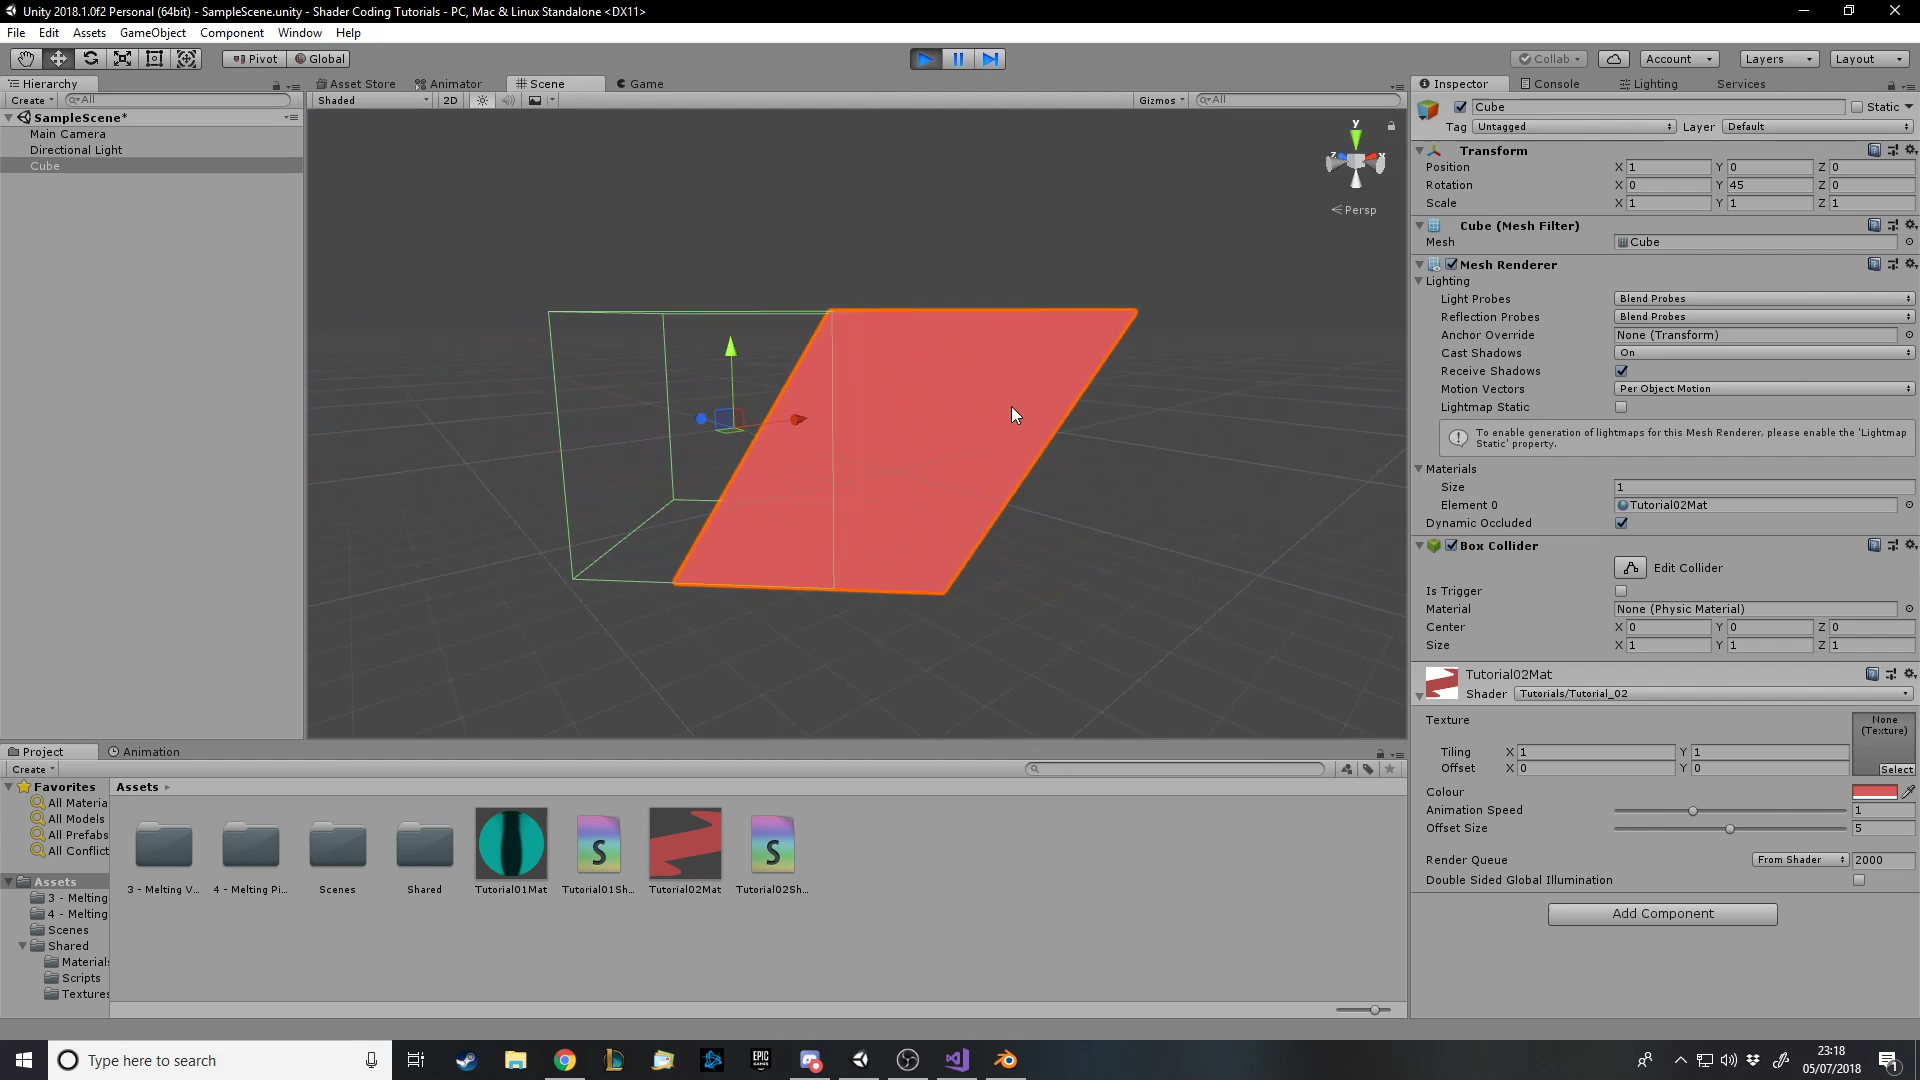 Unity 2018.1.0f2 Personal (64bit) - SampleScene.unity - Shader Coding Tutorials - PC, Mac & Linux Standalone <DX11>
File Edit Assets GameObject Component Window Help
Pivot Global Collab Account Layers Layout
Hierarchy
Create All
SampleScene*
Main Camera
Directional Light
Cube
Asset Store Animator Scene Game
Shaded 2D Gizmos All
y
z x
Persp
Inspector Console Lighting Services
Cube Static
Tag Untagged Layer Default
Transform
Position X 1 Y 0 Z 0
Rotation X 0 Y 45 Z 0
Scale X 1 Y 1 Z 1
Cube (Mesh Filter)
Mesh Cube
Mesh Renderer
Lighting
Light Probes Blend Probes
Reflection Probes Blend Probes
Anchor Override None (Transform)
Cast Shadows On
Receive Shadows
Motion Vectors Per Object Motion
Lightmap Static
To enable generation of lightmaps for this Mesh Renderer, please enable the 'Lightmap
Static' property.
Materials
Size 1
Element 0 Tutorial02Mat
Dynamic Occluded
Box Collider
Edit Collider
Is Trigger
Material None (Physic Material)
Center X 0 Y 0 Z 0
Size X 1 Y 1 Z 1
Tutorial02Mat
Shader Tutorials/Tutorial_02
Texture None
(Texture)
Tiling X 1 Y 1
Offset X 0 Y 0 Select
Colour
Animation Speed 1
Offset Size 5
Render Queue From Shader 2000
Double Sided Global Illumination
Add Component
Project Animation
Create
Favorites
All Materia
All Models
All Prefabs
All Conflict
Assets
3 - Melting
4 - Melting
Scenes
Shared
Materials
Scripts
Textures
Assets
S S
3 - Melting V... 4 - Melting Pi... Scenes Shared Tutorial01Mat Tutorial01Sh... Tutorial02Mat Tutorial02Sh...
Type here to search
EPIC
GAMES
23:18
05/07/2018
1